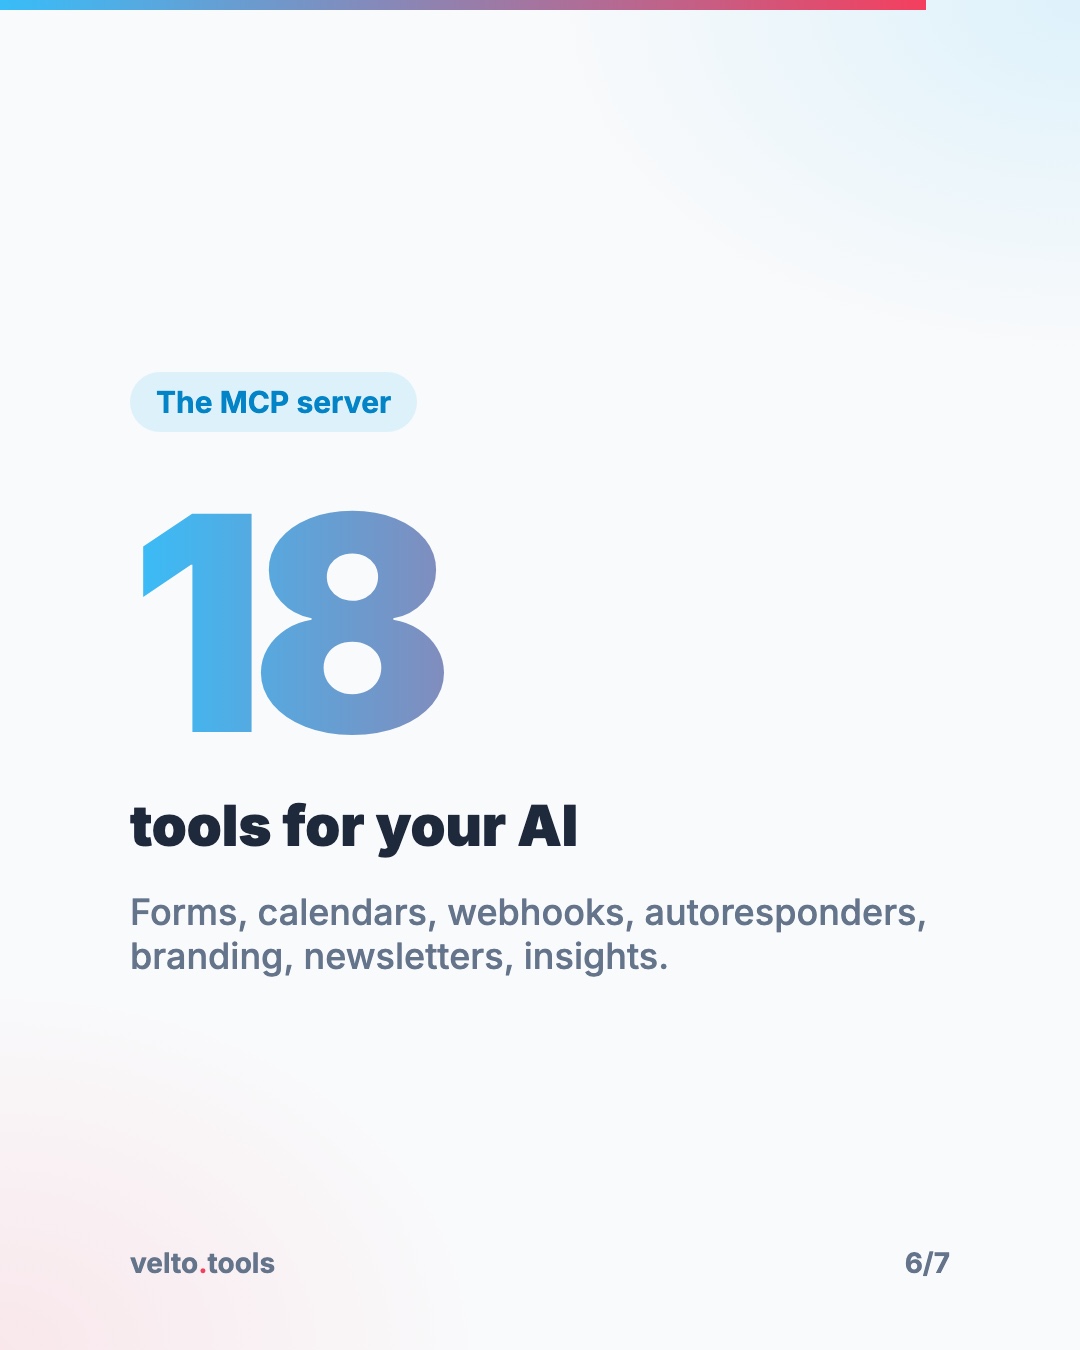 The MCP server
18
tools for your AI
Forms, calendars, webhooks, autoresponders,
branding, newsletters, insights.
velto.tools
6/7